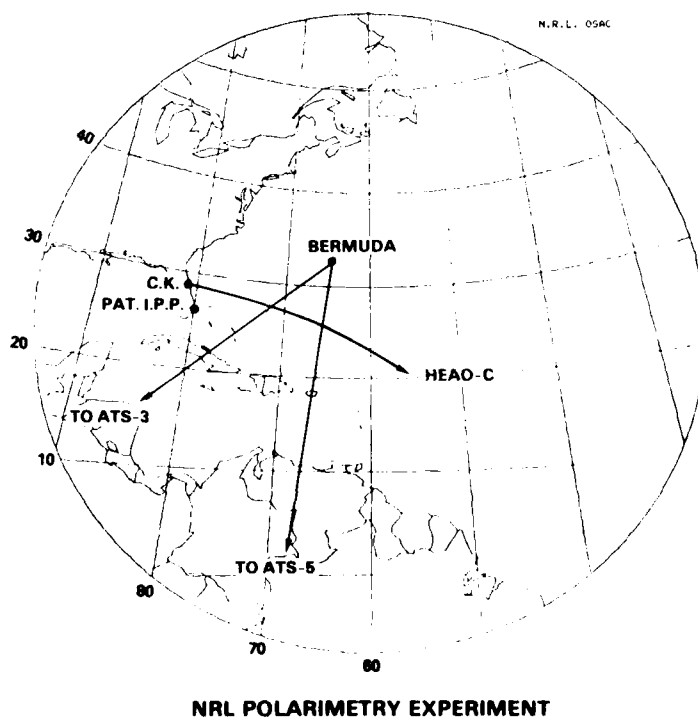 N.R.L. OSAC
40
30
BERMUDA
C.K.
PAT. I.P.P.
20
HEAO-C
TO ATS-3
10
TO ATS-5
80
70
60
NRL POLARIMETRY EXPERIMENT